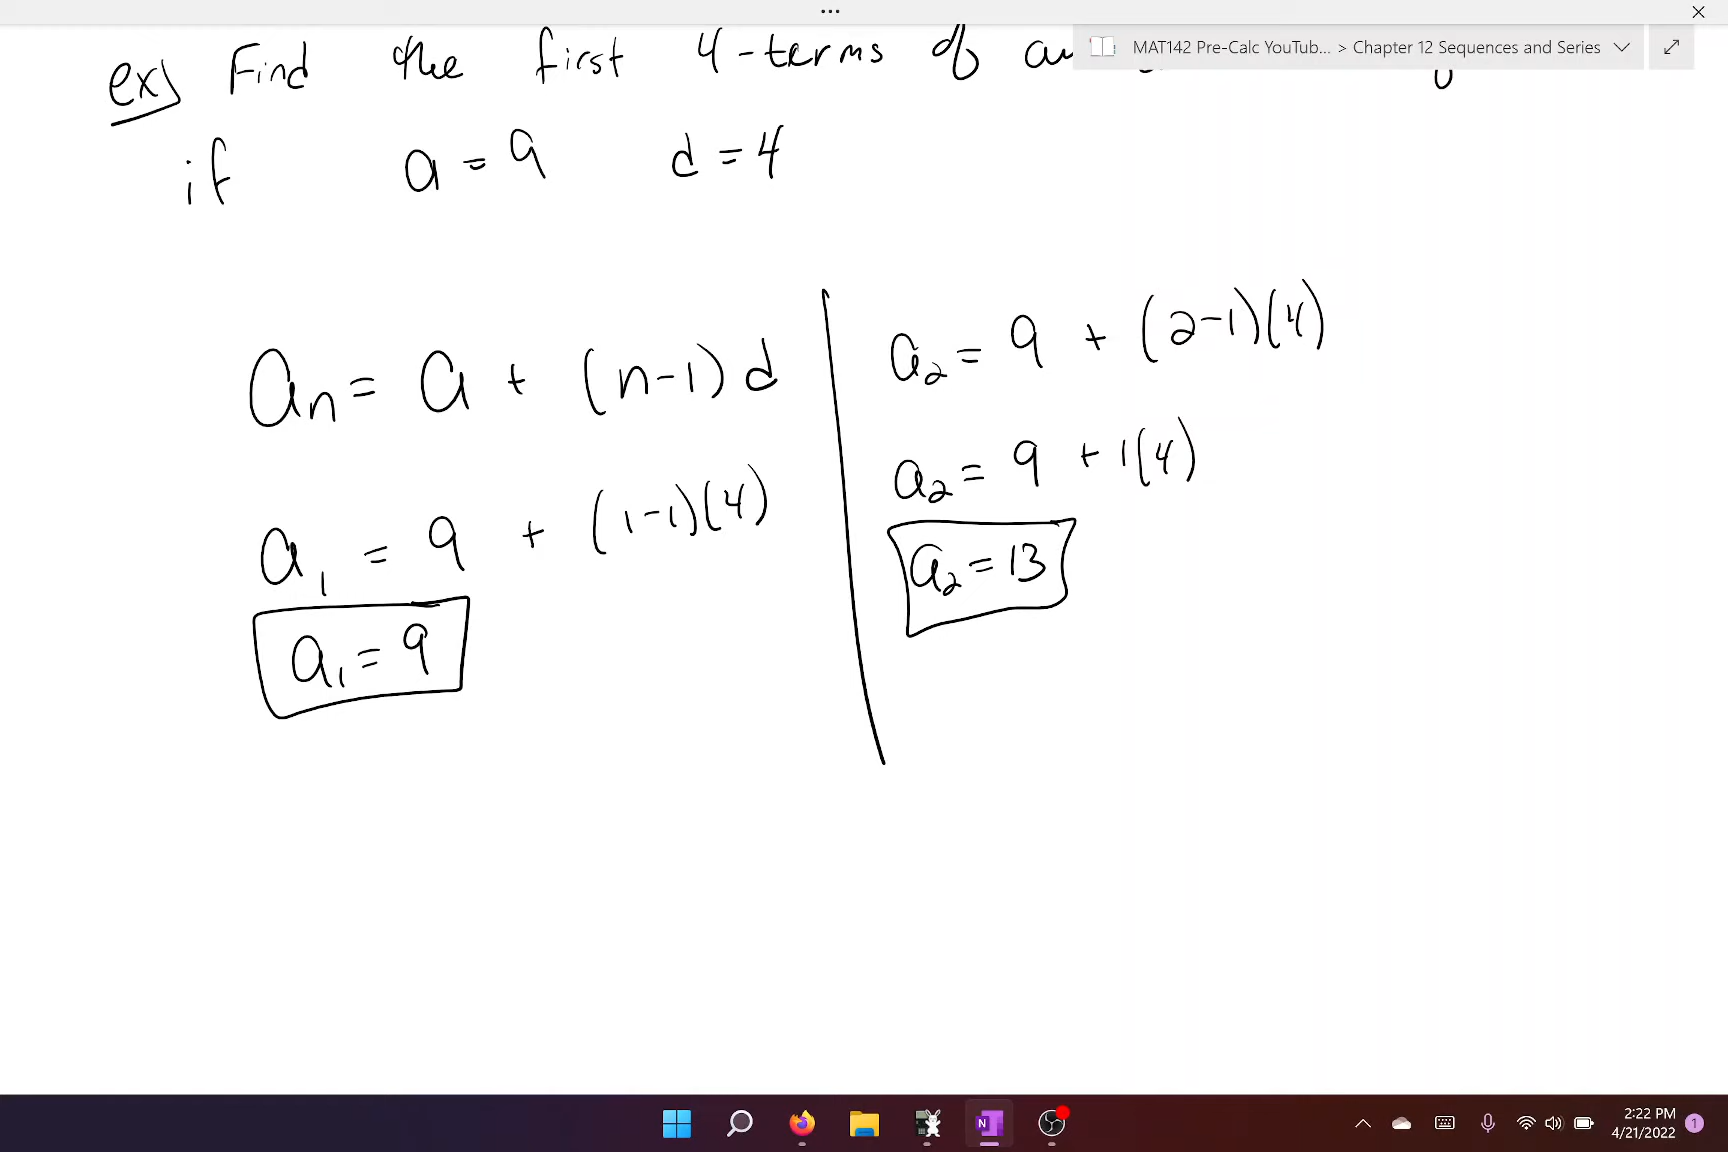 ...
MAT142 Pre-Calc YouTub... > Chapter 12 Sequences and Series
ex) Find the first 4-terms of
if a = 9 d = 4
aₙ = a + (n-1) d
a₁ = 9 + (1-1)(4)
a₁ = 9
a₂ = 9 + (2-1)(4)
a₂ = 9 + 1(4)
a₂ = 13
2:22 PM
4/21/2022
1